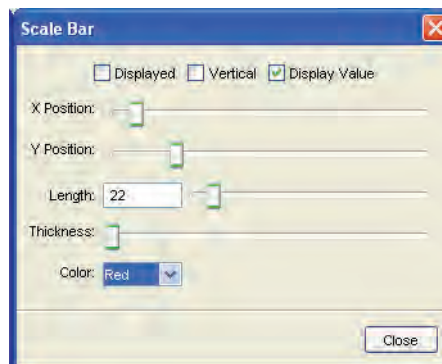 Scale Bar
Displayed Vertical Display Value
X Position:
Y Position:
Length: 22
Thickness:
Color: Red
Close